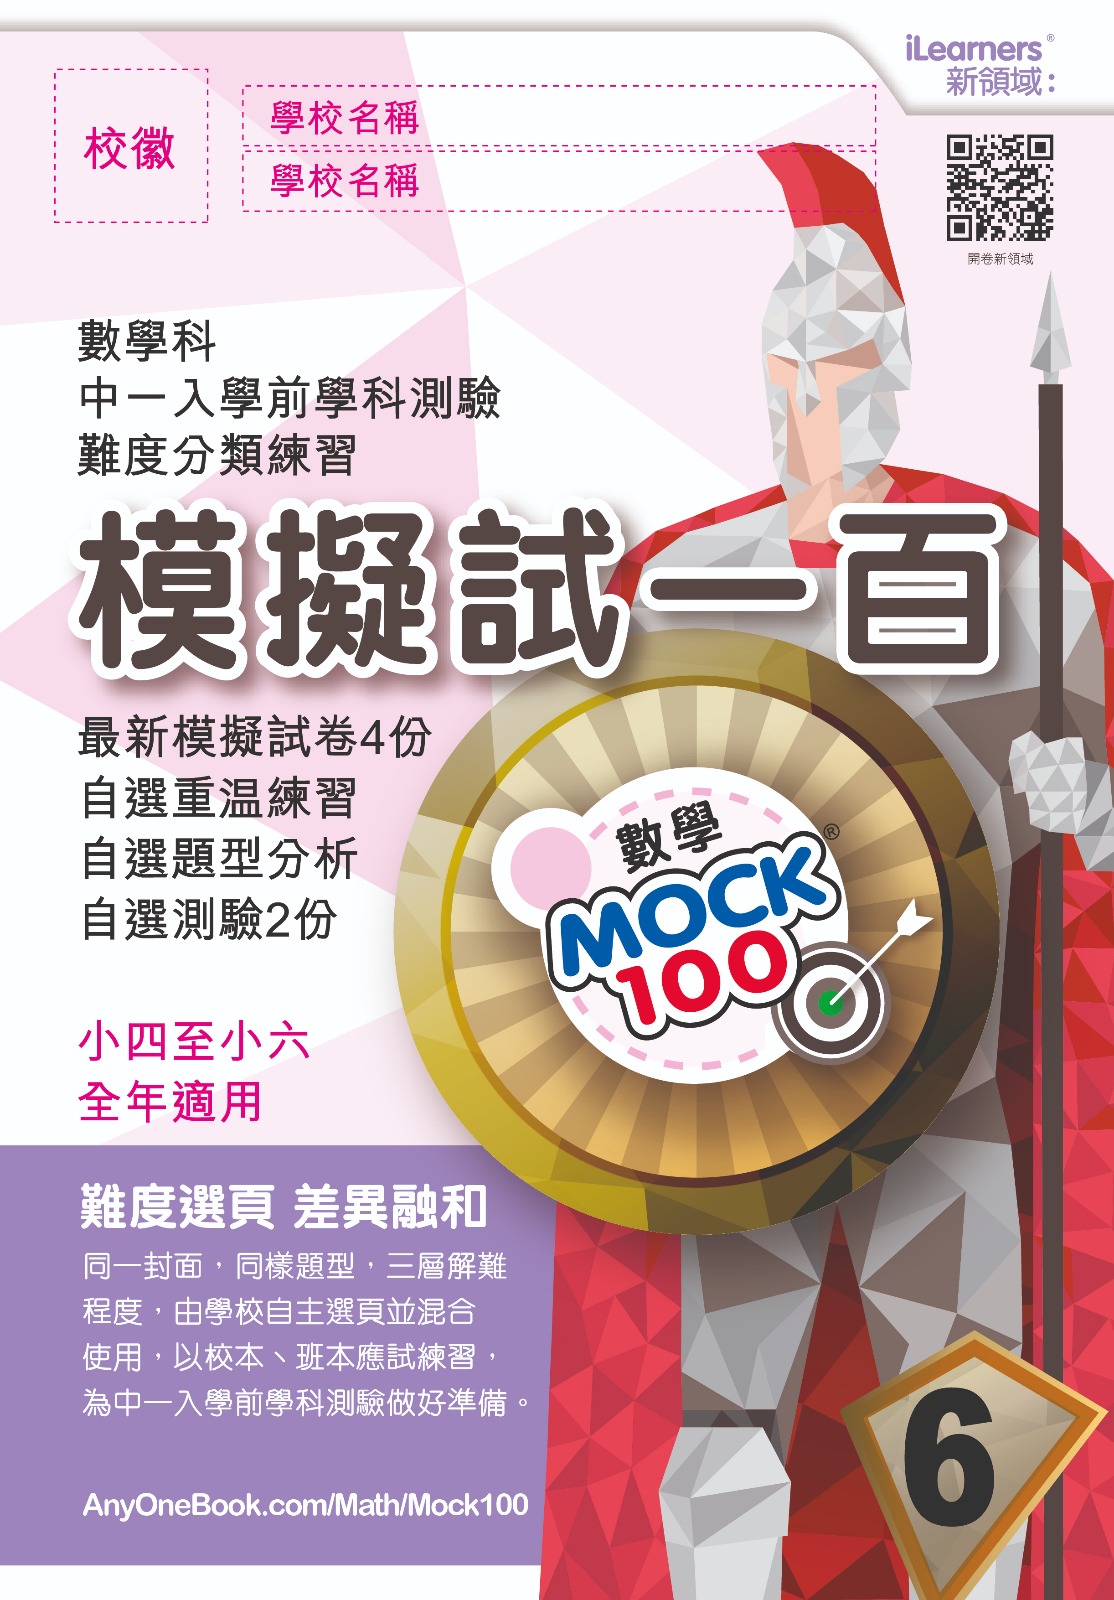 iLearners®
新領域：
校徽
學校名稱
學校名稱
開卷新領域
數學科
中一入學前學科測驗
難度分類練習
模擬試一百
最新模擬試卷4份
自選重温練習
自選題型分析
自選測驗2份
數學
MOCK®
100
小四至小六
全年適用
難度選頁 差異融和
同一封面，同樣題型，三層解難
程度，由學校自主選頁並混合
使用，以校本、班本應試練習，
為中一入學前學科測驗做好準備。
AnyOneBook.com/Math/Mock100
6